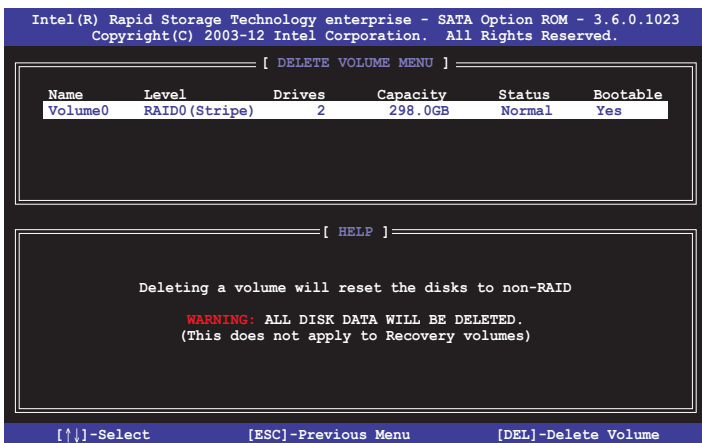 Intel(R) Rapid Storage Technology enterprise - SATA Option ROM - 3.6.0.1023
Copyright(C) 2003-12 Intel Corporation.  All Rights Reserved.
[ DELETE VOLUME MENU ]
Name Level Drives Capacity Status Bootable
Volume0 RAID0(Stripe) 2 298.0GB Normal Yes
[ HELP ]
Deleting a volume will reset the disks to non-RAID
WARNING: ALL DISK DATA WILL BE DELETED.
(This does not apply to Recovery volumes)
[↑↓]-Select [ESC]-Previous Menu [DEL]-Delete Volume